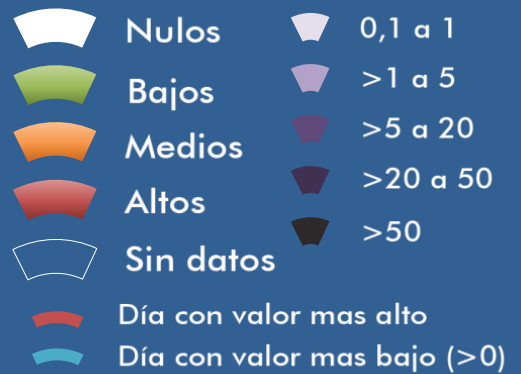 Nulos
Bajos
Medios
Altos
Sin datos
0,1 a 1
>1 a 5
>5 a 20
>20 a 50
>50
Día con valor mas alto
Día con valor mas bajo (>0)